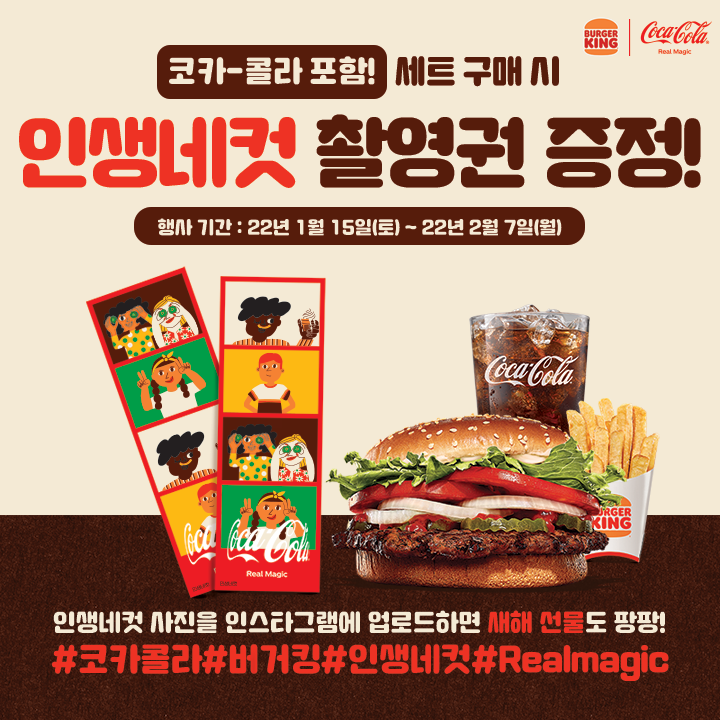 BURGER
KING
Coca-Cola
Real Magic
코카-콜라 포함! 세트 구매 시
인생네컷 촬영권 증정!
행사 기간 : 22년 1월 15일(토) ~ 22년 2월 7일(월)
Coca-Cola
BURGER
KING
Coca
Coca-Cola
Real Magic
인생네컷 사진을 인스타그램에 업로드하면 새해 선물도 팡팡!
#코카콜라#버거킹#인생네컷#Realmagic